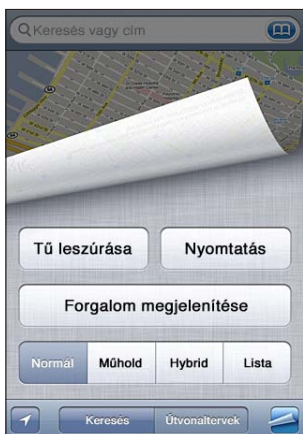 Keresés vagy cím
Tű leszúrása
Nyomtatás
Forgalom megjelenítése
Normál Műhold Hybrid Lista
Keresés Útvonaltervek